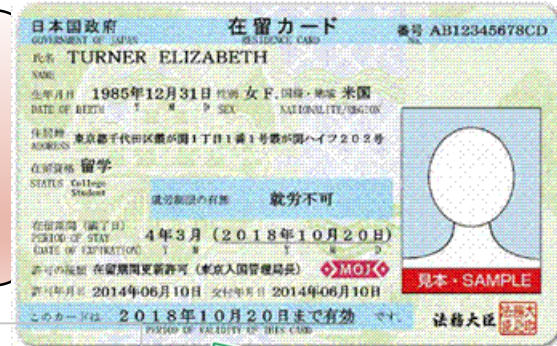 日本国政府 在留カード 番号 AB12345678CD
GOVERNMENT OF JAPAN RESIDENCE CARD No.
氏名 TURNER ELIZABETH
NAME
生年月日 1985年12月31日 性別 女 F. 国籍・地域 米国
DATE OF BIRTH Y M D SEX NATIONALITY/REGION
住居地 東京都千代田区霞が関1丁目1番1号霞が関ハイツ202号
ADDRESS
在留資格 留学
STATUS College
Student
就労制限の有無 就労不可
在留期間(満了日) 4年3月(2018年10月20日)
PERIOD OF STAY
(DATE OF EXPIRATION) Y M Y M D
許可の種類 在留期間更新許可(東京入国管理局長) MOJ
見本・SAMPLE
許可年月日 2014年06月10日 交付年月日 2014年06月10日
このカードは 2018年10月20日まで有効 です。
PERIOD OF VALIDITY OF THIS CARD
法務大臣